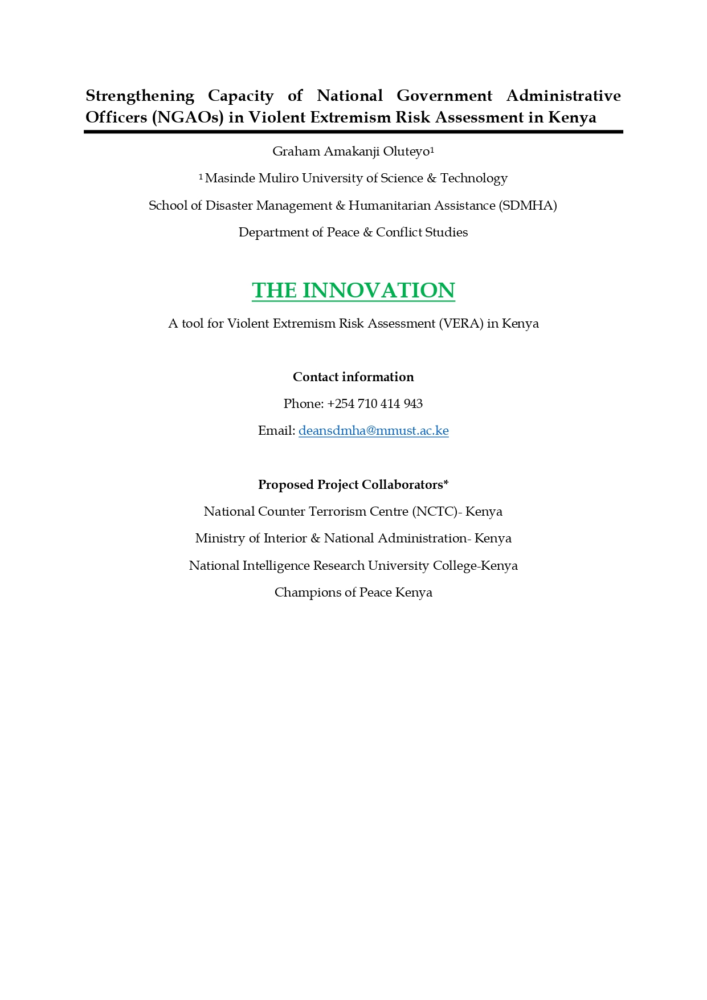 Strengthening Capacity of National Government Administrative
Officers (NGAOs) in Violent Extremism Risk Assessment in Kenya
Graham Amakanji Oluteyo¹
¹ Masinde Muliro University of Science & Technology
School of Disaster Management & Humanitarian Assistance (SDMHA)
Department of Peace & Conflict Studies
THE INNOVATION
A tool for Violent Extremism Risk Assessment (VERA) in Kenya
Contact information
Phone: +254 710 414 943
Email: deansdmha@mmust.ac.ke
Proposed Project Collaborators*
National Counter Terrorism Centre (NCTC)- Kenya
Ministry of Interior & National Administration- Kenya
National Intelligence Research University College-Kenya
Champions of Peace Kenya